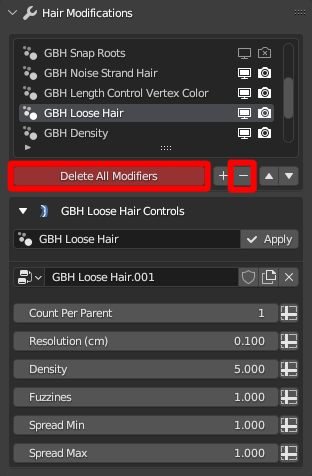 Hair Modifications
GBH Snap Roots
GBH Noise Strand Hair
GBH Length Control Vertex Color
GBH Loose Hair
GBH Density
Delete All Modifiers
GBH Loose Hair Controls
GBH Loose Hair Apply
GBH Loose Hair.001
Count Per Parent 1
Resolution (cm) 0.100
Density 5.000
Fuzzines 1.000
Spread Min 1.000
Spread Max 1.000